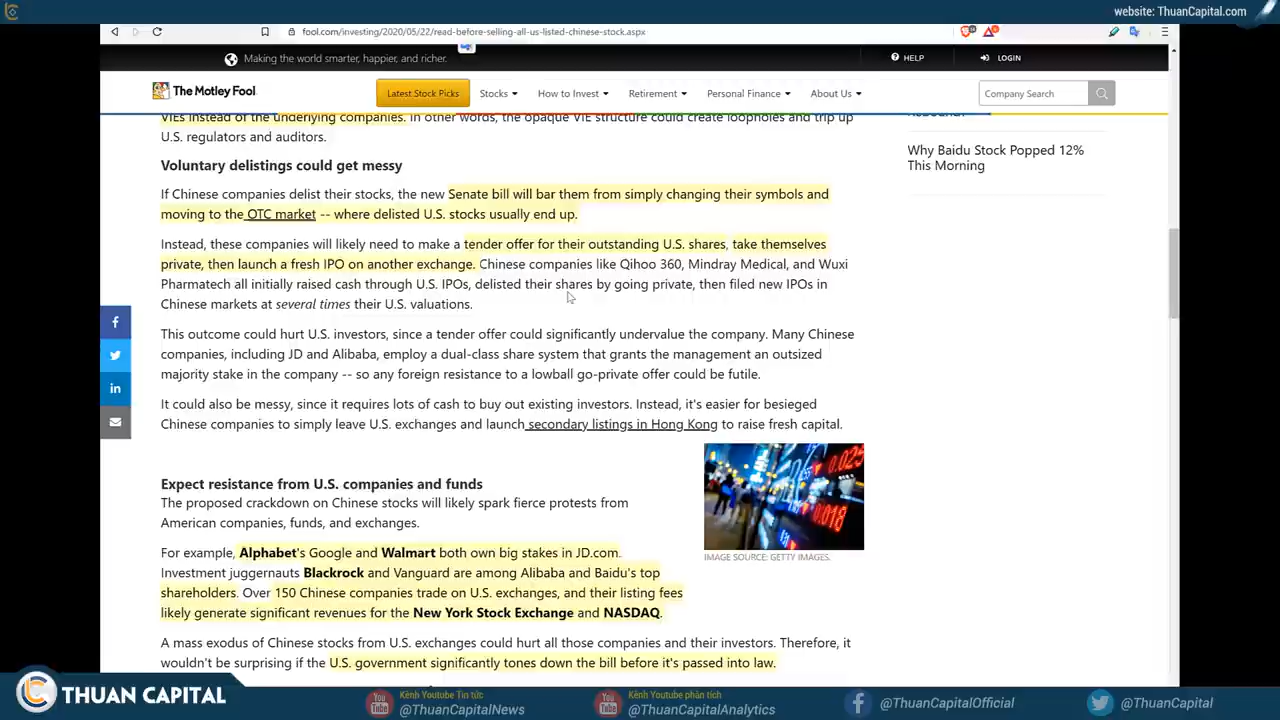 website: ThuanCapital.com
fool.com/investing/2020/05/22/read-before-selling-all-us-listed-chinese-stock.aspx
Making the world smarter, happier, and richer.
HELP
LOGIN
The Motley Fool
Latest Stock Picks
Stocks
How to Invest
Retirement
Personal Finance
About Us
Company Search
VIEs instead of the underlying companies. In other words, the opaque VIE structure could create loopholes and trip up
U.S. regulators and auditors.
Why Baidu Stock Popped 12%
This Morning
Voluntary delistings could get messy
If Chinese companies delist their stocks, the new Senate bill will bar them from simply changing their symbols and
moving to the OTC market -- where delisted U.S. stocks usually end up.
Instead, these companies will likely need to make a tender offer for their outstanding U.S. shares, take themselves
private, then launch a fresh IPO on another exchange. Chinese companies like Qihoo 360, Mindray Medical, and Wuxi
Pharmatech all initially raised cash through U.S. IPOs, delisted their shares by going private, then filed new IPOs in
Chinese markets at several times their U.S. valuations.
This outcome could hurt U.S. investors, since a tender offer could significantly undervalue the company. Many Chinese
companies, including JD and Alibaba, employ a dual-class share system that grants the management an outsized
majority stake in the company -- so any foreign resistance to a lowball go-private offer could be futile.
It could also be messy, since it requires lots of cash to buy out existing investors. Instead, it's easier for besieged
Chinese companies to simply leave U.S. exchanges and launch secondary listings in Hong Kong to raise fresh capital.
Expect resistance from U.S. companies and funds
The proposed crackdown on Chinese stocks will likely spark fierce protests from
American companies, funds, and exchanges.
0.018
IMAGE SOURCE: GETTY IMAGES.
For example, Alphabet's Google and Walmart both own big stakes in JD.com.
Investment juggernauts Blackrock and Vanguard are among Alibaba and Baidu's top
shareholders. Over 150 Chinese companies trade on U.S. exchanges, and their listing fees
likely generate significant revenues for the New York Stock Exchange and NASDAQ.
A mass exodus of Chinese stocks from U.S. exchanges could hurt all those companies and their investors. Therefore, it
wouldn't be surprising if the U.S. government significantly tones down the bill before it's passed into law.
THUAN CAPITAL
Kênh Youtube Tin tức
@ThuanCapitalNews
Kênh Youtube phân tích
@ThuanCapitalAnalytics
@ThuanCapitalOfficial
@ThuanCapital